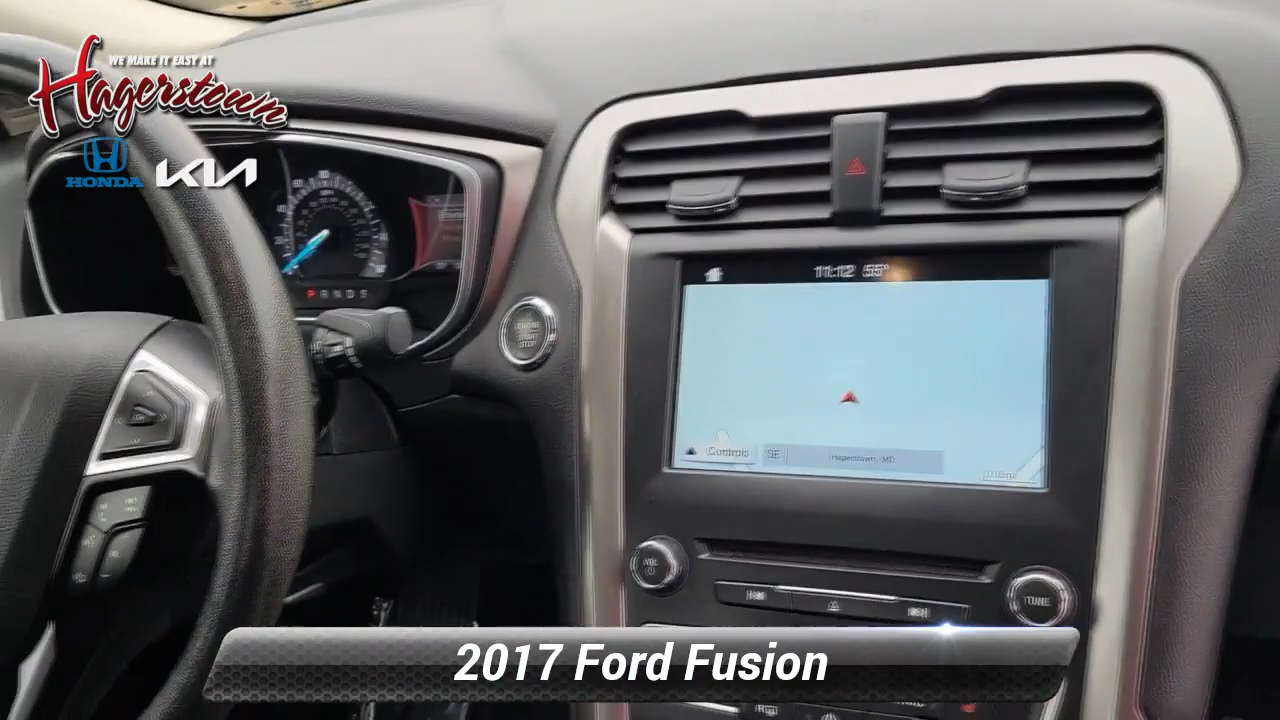 WE MAKE IT EASY AT
Hagerstown
HONDA KIA
P R N D S
ENGINE
START
STOP
11:12 55°
Controls SE Hagerstown, MD
VOL
TUNE
2017 Ford Fusion